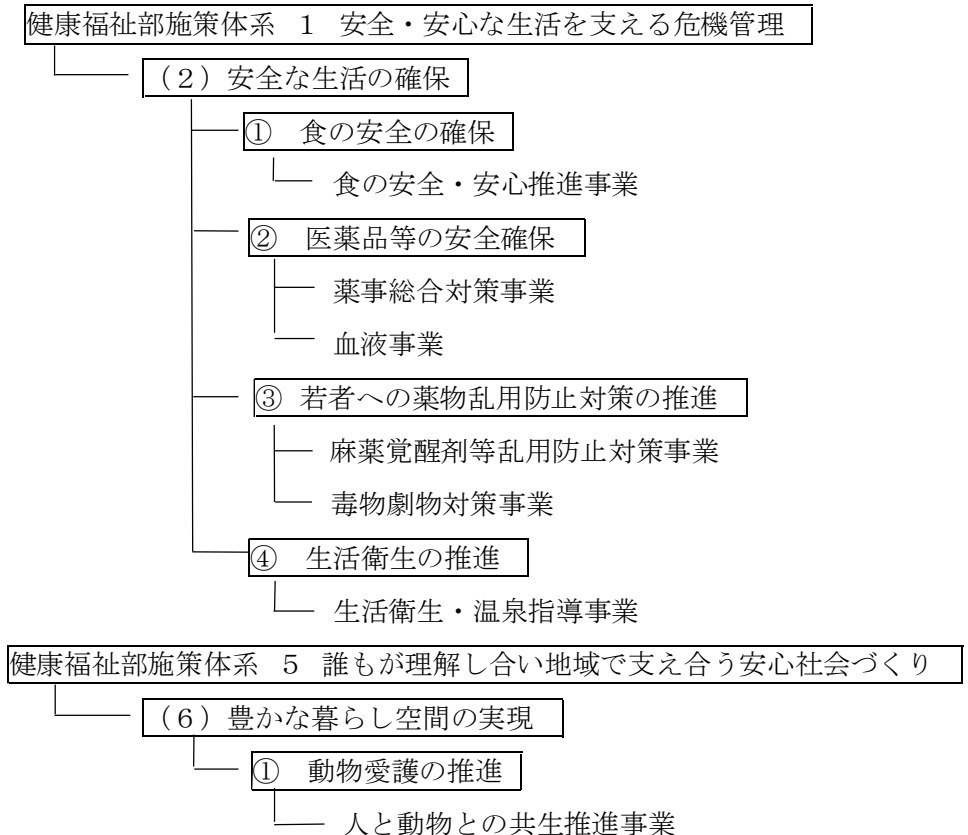 健康福祉部施策体系 1 安全・安心な生活を支える危機管理
(2)安全な生活の確保
① 食の安全の確保
食の安全・安心推進事業
② 医薬品等の安全確保
薬事総合対策事業
血液事業
③ 若者への薬物乱用防止対策の推進
麻薬覚醒剤等乱用防止対策事業
毒物劇物対策事業
④ 生活衛生の推進
生活衛生・温泉指導事業
健康福祉部施策体系 5 誰もが理解し合い地域で支え合う安心社会づくり
(6)豊かな暮らし空間の実現
① 動物愛護の推進
人と動物との共生推進事業